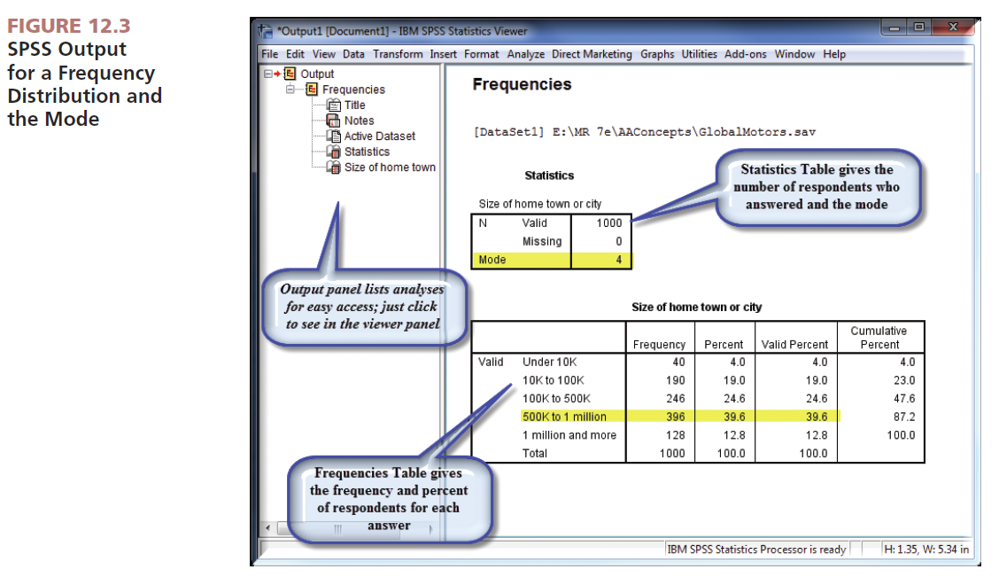 FIGURE 12.3
SPSS Output
for a Frequency
Distribution and
the Mode
*Output1 [Document1] - IBM SPSS Statistics Viewer
File Edit View Data Transform Insert Format Analyze Direct Marketing Graphs Utilities Add-ons Window Help
Output
Frequencies
Title
Notes
Active Dataset
Statistics
Size of home town
Output panel lists analyses
for easy access; just click
to see in the viewer panel
Frequencies
[DataSet1] E:\MR 7e\AAConcepts\GlobalMotors.sav
Statistics Table gives the
number of respondents who
answered and the mode
Statistics
Size of home town or city
N Valid 1000
Missing 0
Mode 4
Size of home town or city
Frequency Percent Valid Percent Cumulative
Percent
Valid Under 10K 40 4.0 4.0 4.0
10K to 100K 190 19.0 19.0 23.0
100K to 500K 246 24.6 24.6 47.6
500K to 1 million 396 39.6 39.6 87.2
1 million and more 128 12.8 12.8 100.0
Total 1000 100.0 100.0
Frequencies Table gives
the frequency and percent
of respondents for each
answer
IBM SPSS Statistics Processor is ready H: 1.35, W: 5.34 in